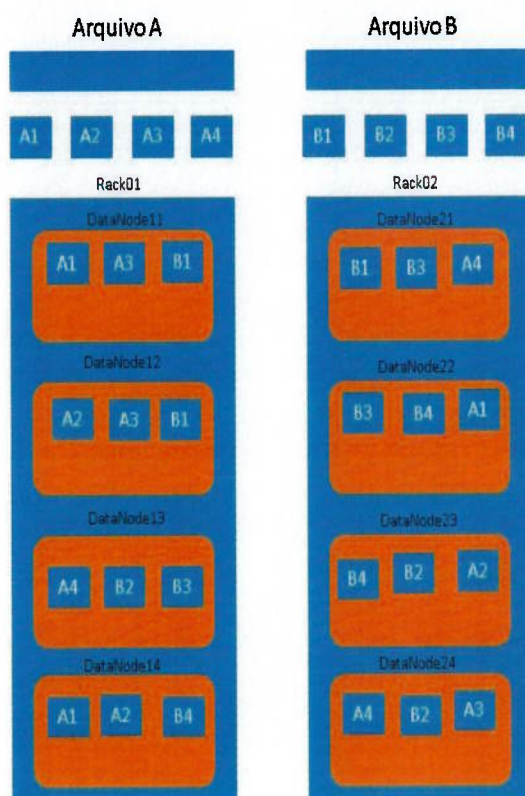 Arquivo A
A1 A2 A3 A4
Rack01
DataNode11
A1 A3 B1
DataNode12
A2 A3 B1
DataNode13
A4 B2 B3
DataNode14
A1 A2 B4
Arquivo B
B1 B2 B3 B4
Rack02
DataNode21
B1 B3 A4
DataNode22
B3 B4 A1
DataNode23
B4 B2 A2
DataNode24
A4 B2 A3